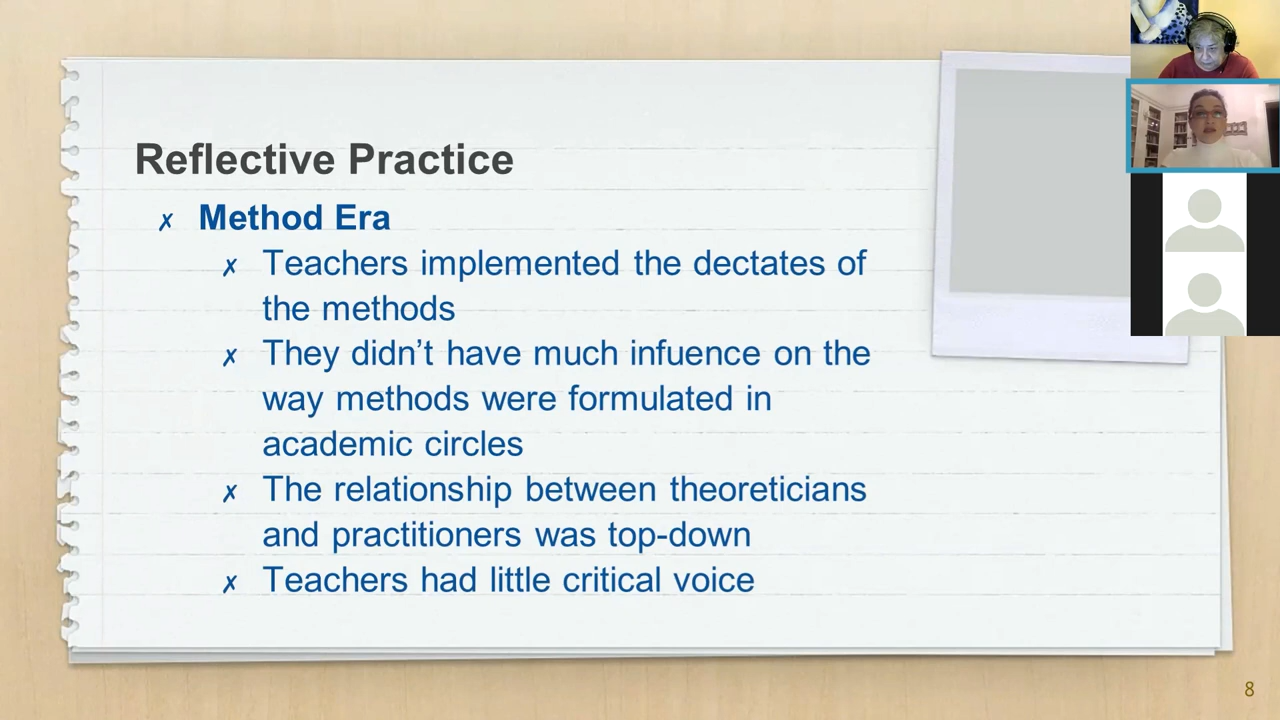 Reflective Practice
✗ Method Era
✗ Teachers implemented the dectates of
the methods
✗ They didn’t have much infuence on the
way methods were formulated in
academic circles
✗ The relationship between theoreticians
and practitioners was top-down
✗ Teachers had little critical voice
8